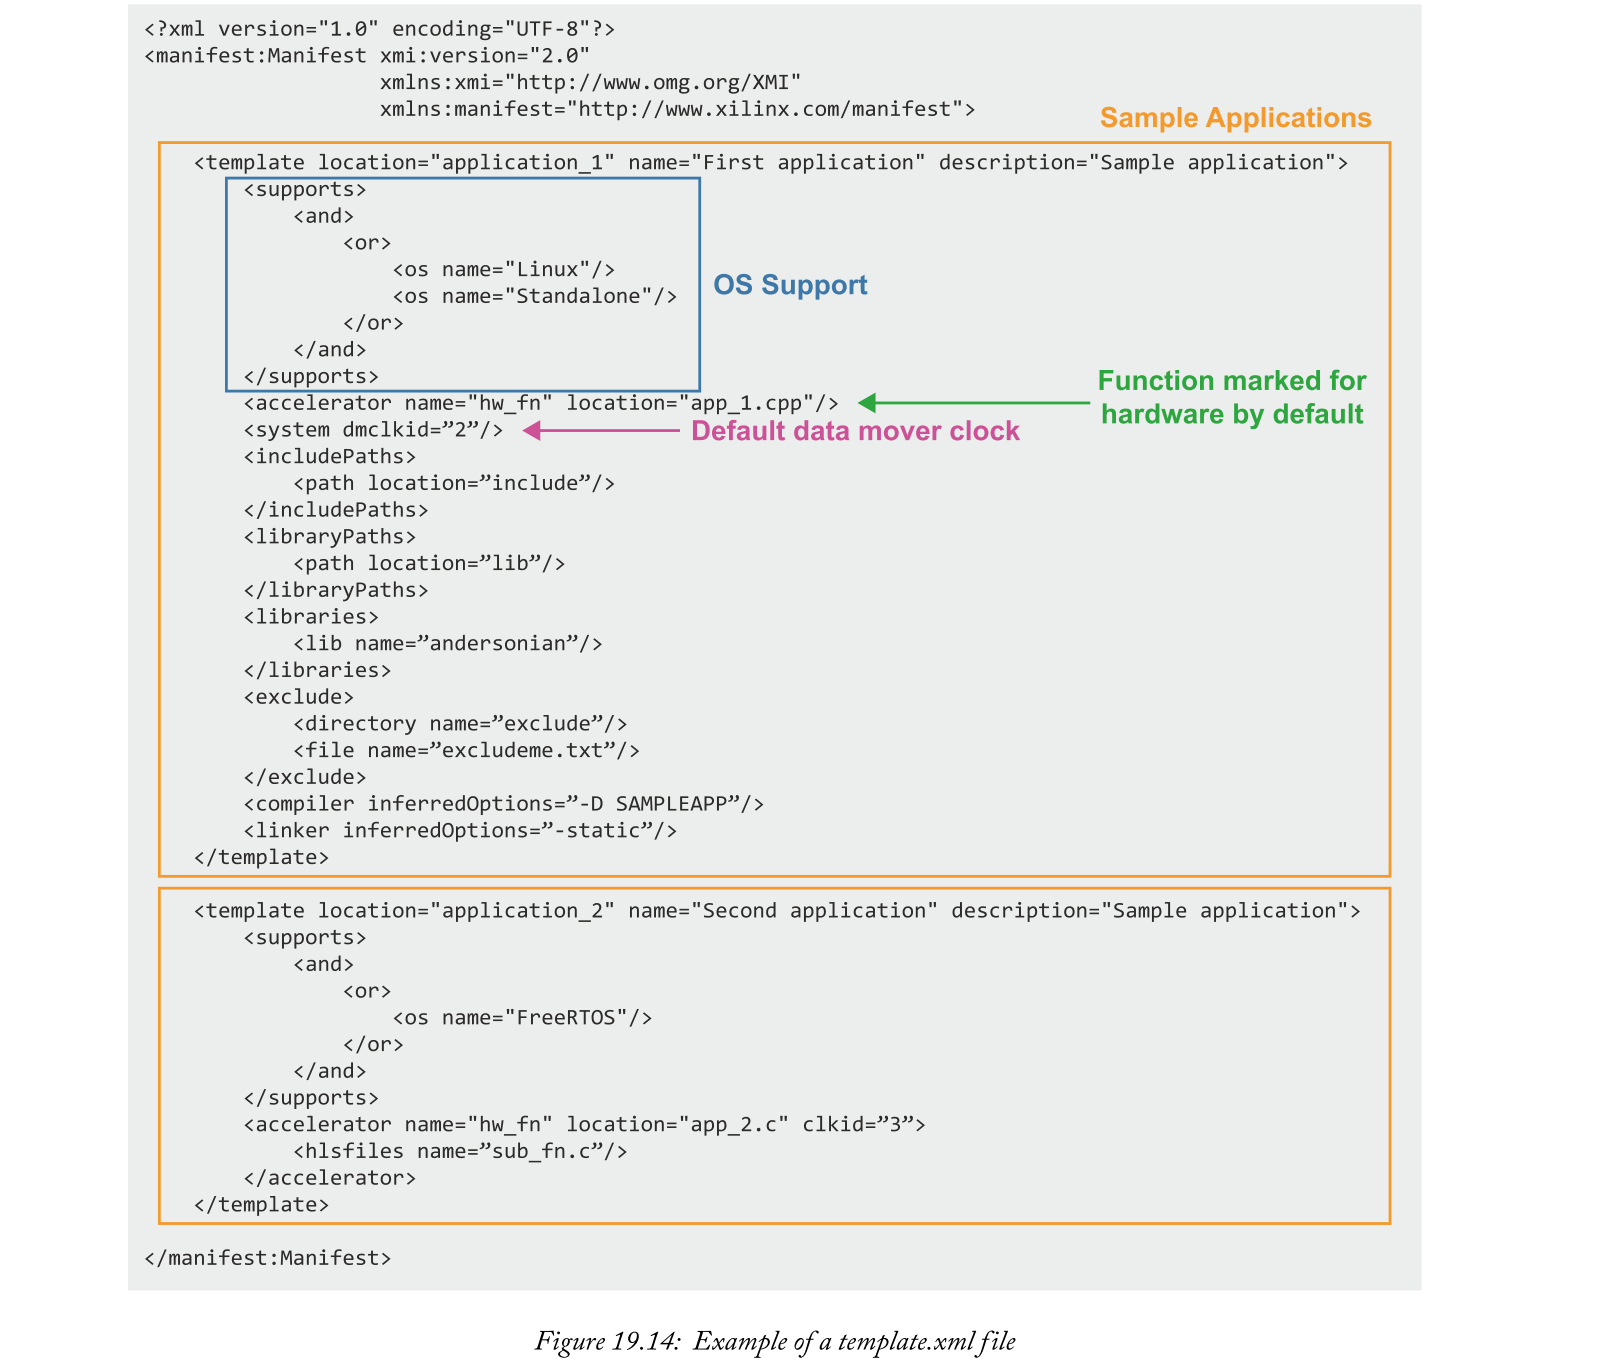 <?xml version="1.0" encoding="UTF-8"?>
<manifest:Manifest xmi:version="2.0"
xmlns:xmi="http://www.omg.org/XMI"
xmlns:manifest="http://www.xilinx.com/manifest">
Sample Applications
<template location="application_1" name="First application" description="Sample application">
<supports>
<and>
<or>
<os name="Linux"/>
<os name="Standalone"/>
OS Support
</or>
</and>
</supports>
<accelerator name="hw_fn" location="app_1.cpp"/>
Function marked for
hardware by default
<system dmclkid=”2”/>
Default data mover clock
<includePaths>
<path location=”include”/>
</includePaths>
<libraryPaths>
<path location=”lib”/>
</libraryPaths>
<libraries>
<lib name=”andersonian”/>
</libraries>
<exclude>
<directory name=”exclude”/>
<file name=”excludeme.txt”/>
</exclude>
<compiler inferredOptions=”-D SAMPLEAPP”/>
<linker inferredOptions=”-static”/>
</template>
<template location="application_2" name="Second application" description="Sample application">
<supports>
<and>
<or>
<os name="FreeRTOS"/>
</or>
</and>
</supports>
<accelerator name="hw_fn" location="app_2.c" clkid=”3”>
<hlsfiles name=”sub_fn.c”/>
</accelerator>
</template>
</manifest:Manifest>
Figure 19.14: Example of a template.xml file